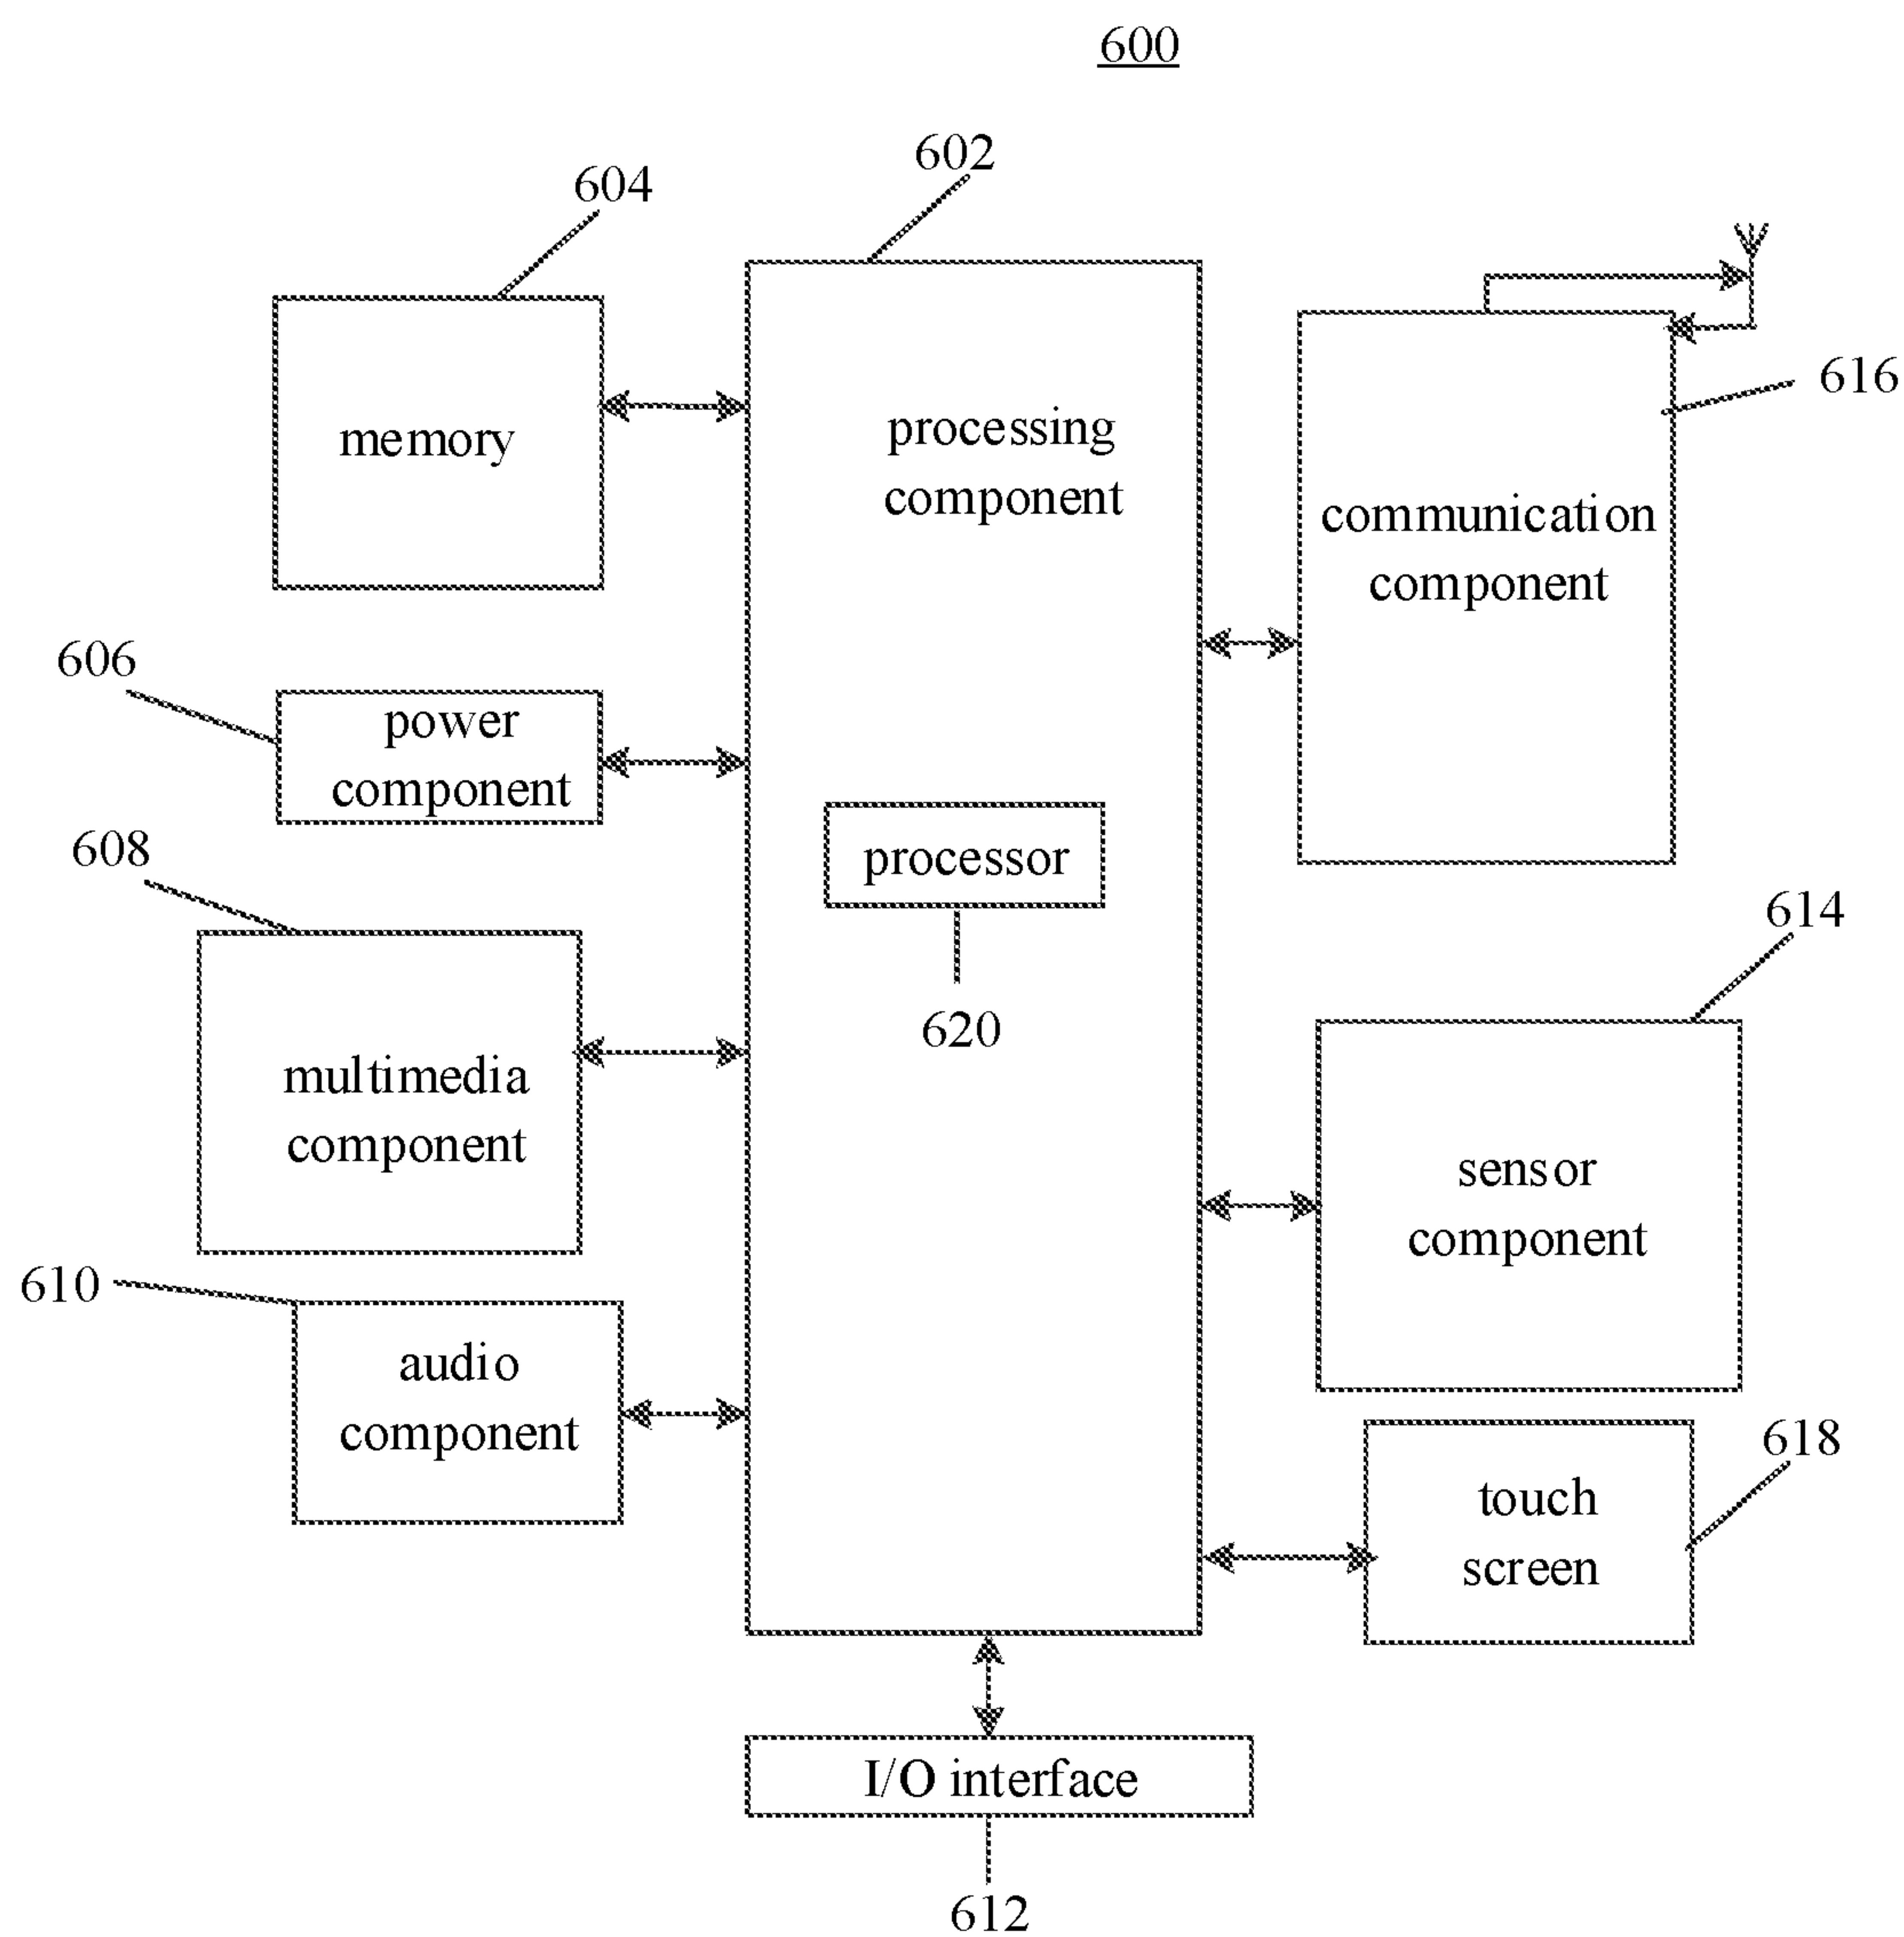 600
602
604
memory
processing
component
616
communication
component
606
power
component
608
processor
614
620
multimedia
component
sensor
component
610
audio
component
618
touch
screen
I/O interface
612